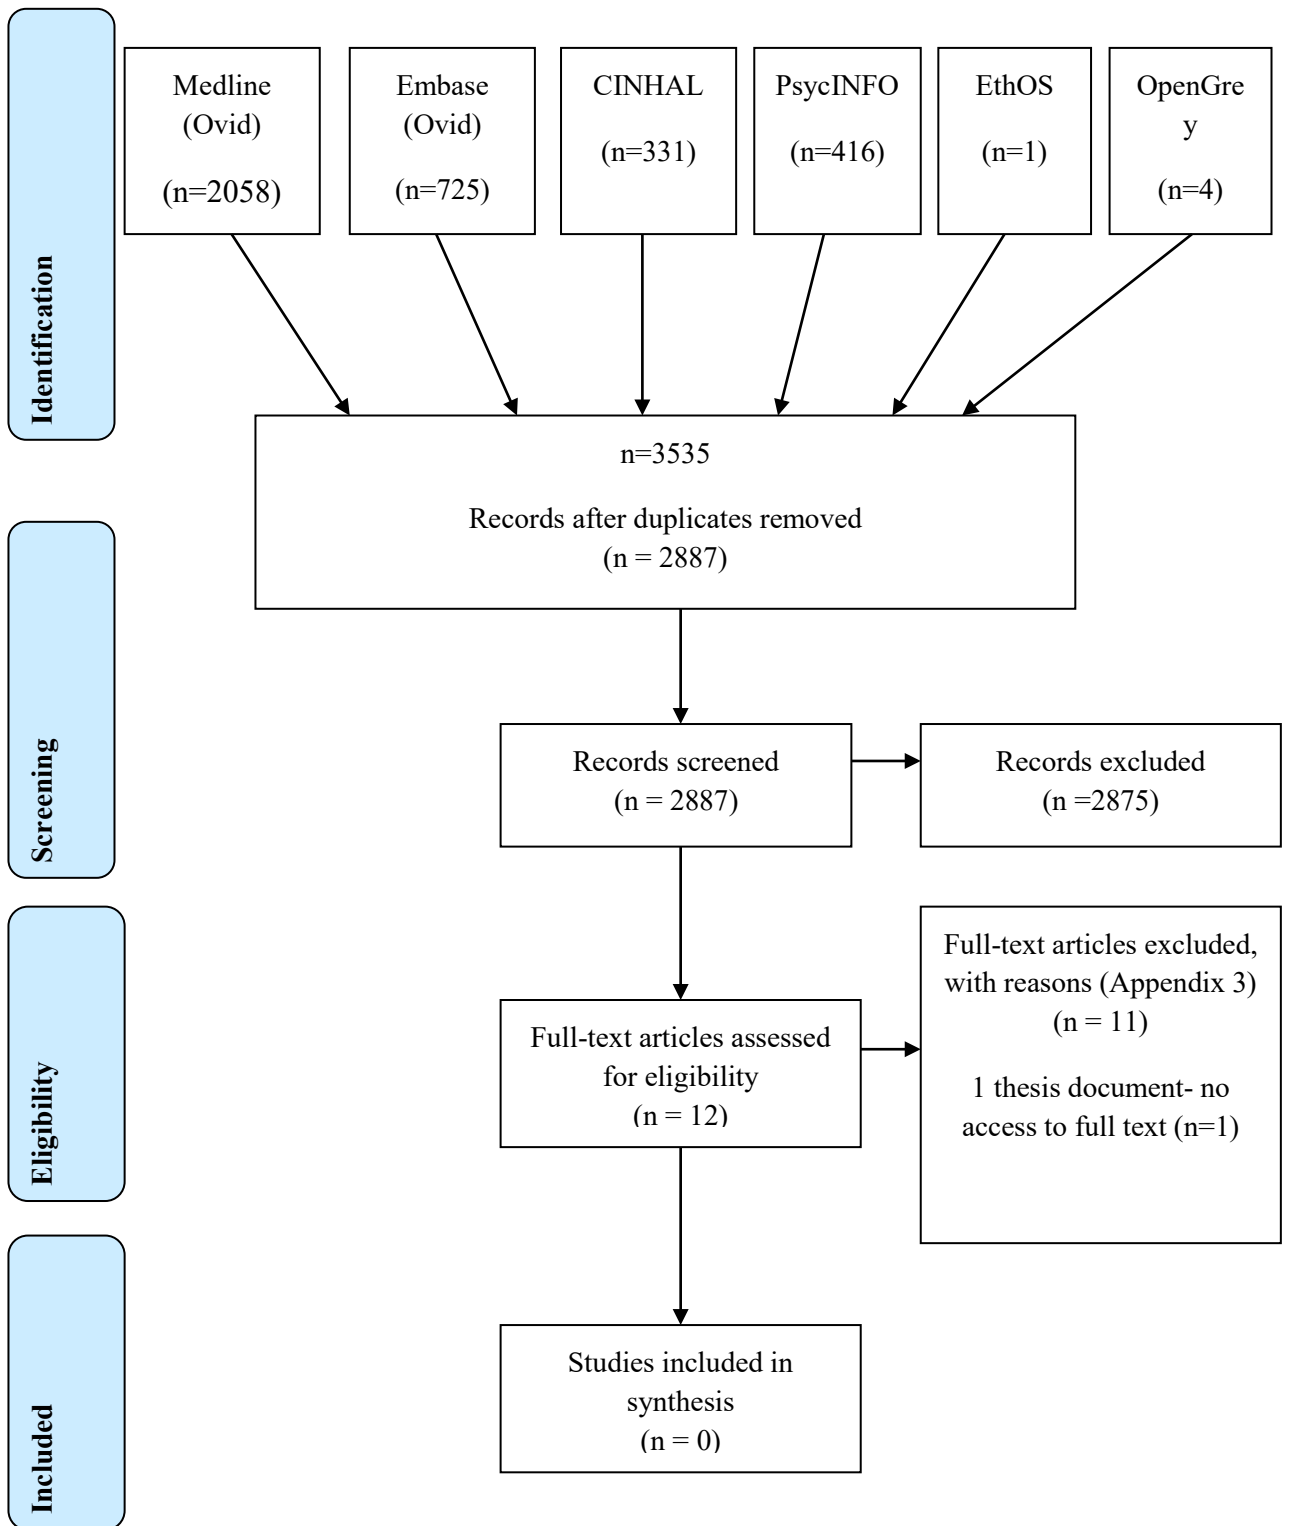 Identification
Medline
(Ovid)
(n=2058)
Embase
(Ovid)
(n=725)
CINHAL
(n=331)
PsycINFO
(n=416)
EthOS
(n=1)
OpenGre
y
(n=4)
n=3535
Records after duplicates removed
(n = 2887)
Screening
Records screened
(n = 2887)
Records excluded
(n =2875)
Eligibility
Full-text articles assessed
for eligibility
(n = 12)
Full-text articles excluded,
with reasons (Appendix 3)
(n = 11)
1 thesis document- no
access to full text (n=1)
Included
Studies included in
synthesis
(n = 0)